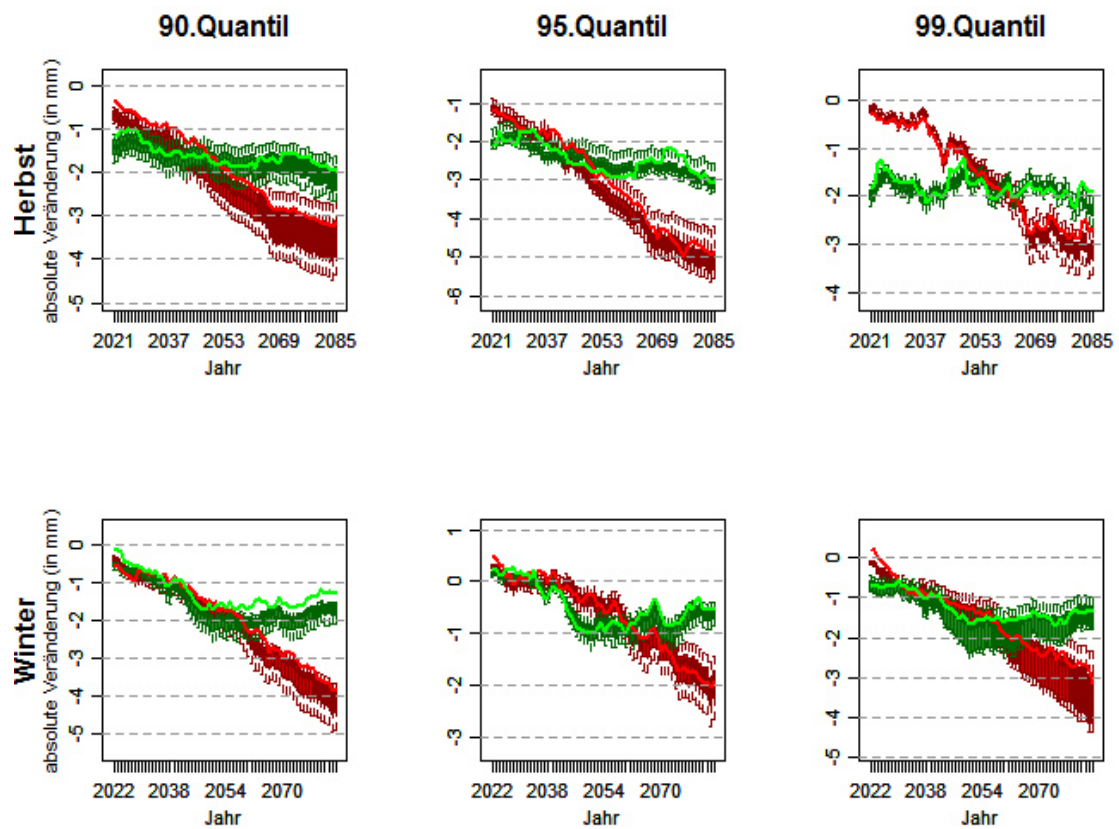 90.Quantil
95.Quantil
99.Quantil
Herbst
absolute Veränderung (in mm)
0
-1
-2
-3
-4
-5
2021 2037 2053 2069 2085
Jahr
-1
-2
-3
-4
-5
-6
2021 2037 2053 2069 2085
Jahr
0
-1
-2
-3
-4
2021 2037 2053 2069 2085
Jahr
Winter
absolute Veränderung (in mm)
0
-1
-2
-3
-4
-5
2022 2038 2054 2070
Jahr
1
0
-1
-2
-3
2022 2038 2054 2070
Jahr
0
-1
-2
-3
-4
-5
2022 2038 2054 2070
Jahr